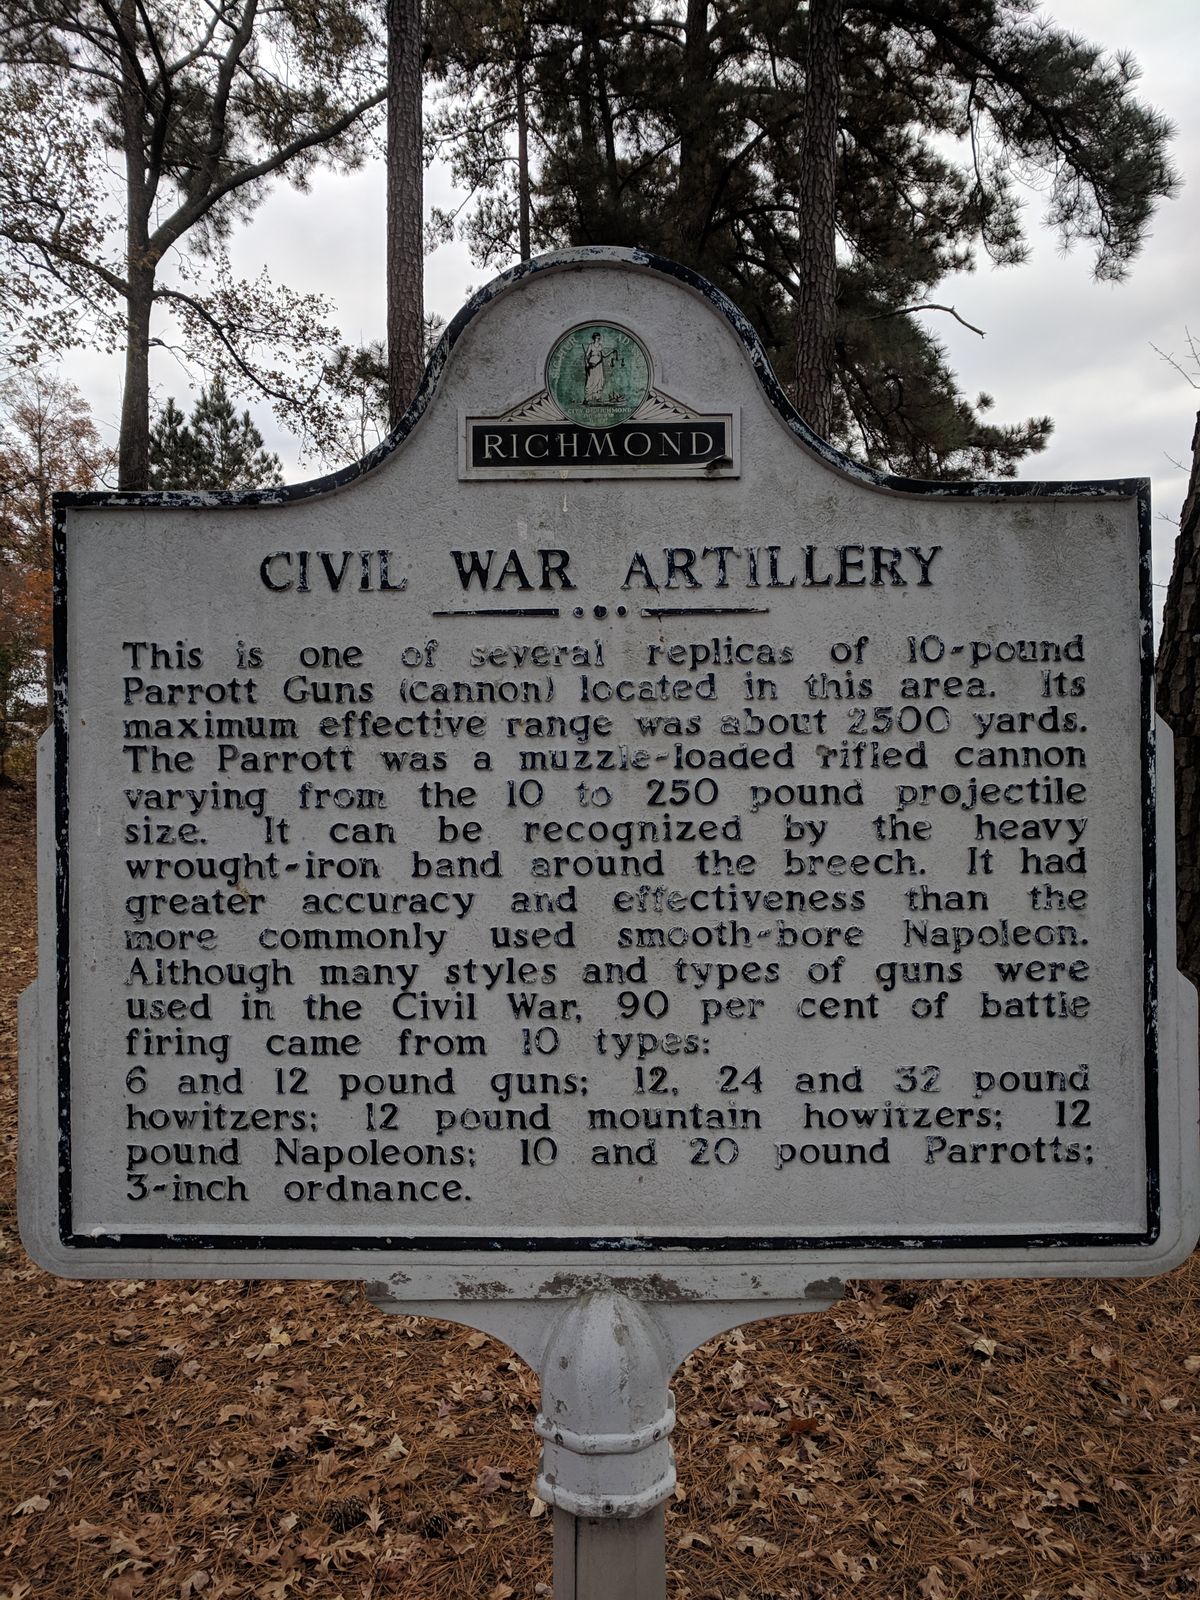 CITY OF RICHMOND
RICHMOND
CIVIL WAR ARTILLERY
This is one of several replicas of 10-pound
Parrott Guns (cannon) located in this area. Its
maximum effective range was about 2500 yards.
The Parrott was a muzzle-loaded rifled cannon
varying from the 10 to 250 pound projectile
size. It can be recognized by the heavy
wrought-iron band around the breech. It had
greater accuracy and effectiveness than the
more commonly used smooth-bore Napoleon.
Although many styles and types of guns were
used in the Civil War, 90 per cent of battle
firing came from 10 types:
6 and 12 pound guns; 12, 24 and 32 pound
howitzers; 12 pound mountain howitzers; 12
pound Napoleons; 10 and 20 pound Parrotts;
3-inch ordnance.